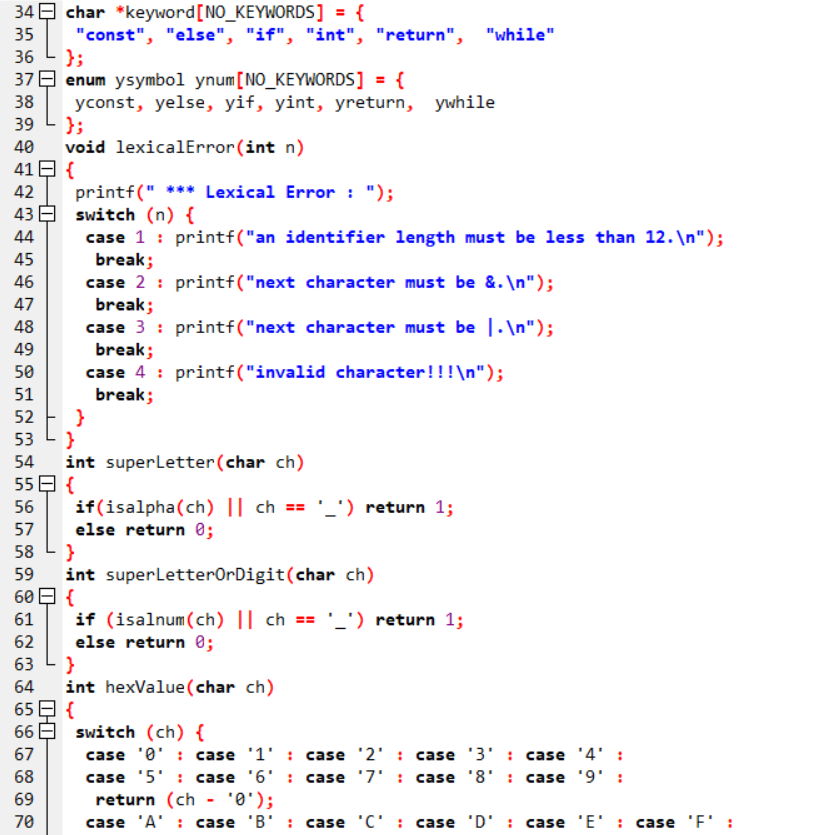 34 char *keyword[NO_KEYWORDS] = {
35 "const", "else", "if", "int", "return",  "while"
36 };
37 enum ysymbol ynum[NO_KEYWORDS] = {
38 yconst, yelse, yif, yint, yreturn,  ywhile
39 };
40 void lexicalError(int n)
41 {
42 printf(" *** Lexical Error : ");
43 switch (n) {
44 case 1 : printf("an identifier length must be less than 12.\n");
45 break;
46 case 2 : printf("next character must be &.\n");
47 break;
48 case 3 : printf("next character must be |.\n");
49 break;
50 case 4 : printf("invalid character!!!\n");
51 break;
52 }
53 }
54 int superLetter(char ch)
55 {
56 if(isalpha(ch) || ch == '_') return 1;
57 else return 0;
58 }
59 int superLetterOrDigit(char ch)
60 {
61 if (isalnum(ch) || ch == '_') return 1;
62 else return 0;
63 }
64 int hexValue(char ch)
65 {
66 switch (ch) {
67 case '0' : case '1' : case '2' : case '3' : case '4' :
68 case '5' : case '6' : case '7' : case '8' : case '9' :
69 return (ch - '0');
70 case 'A' : case 'B' : case 'C' : case 'D' : case 'E' : case 'F' :